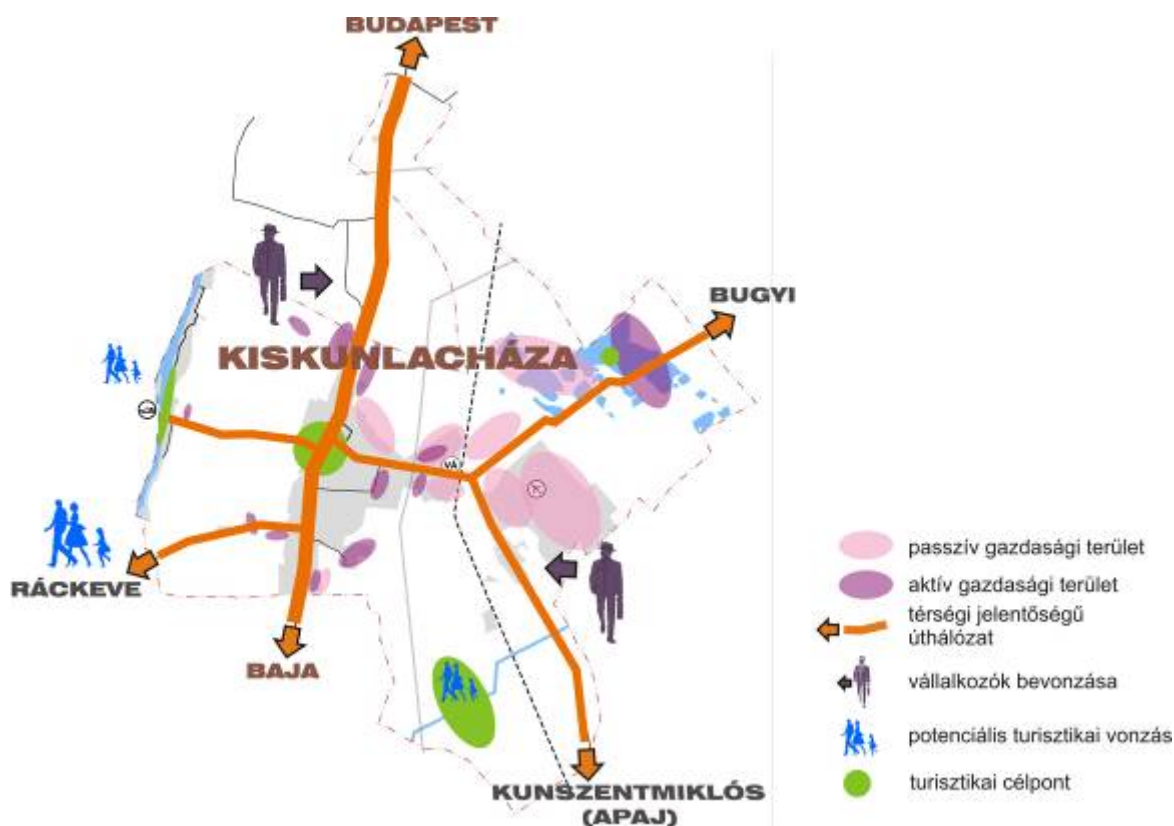 BUDAPEST
BUGYI
KISKUNLACHÁZA
VÁ
RÁCKEVE
BAJA
KUNSZENTMIKLÓS
(APAJ)
passzív gazdasági terület
aktív gazdasági terület
térségi jelentőségű
úthálózat
vállalkozók bevonzása
potenciális turisztikai vonzás
turisztikai célpont